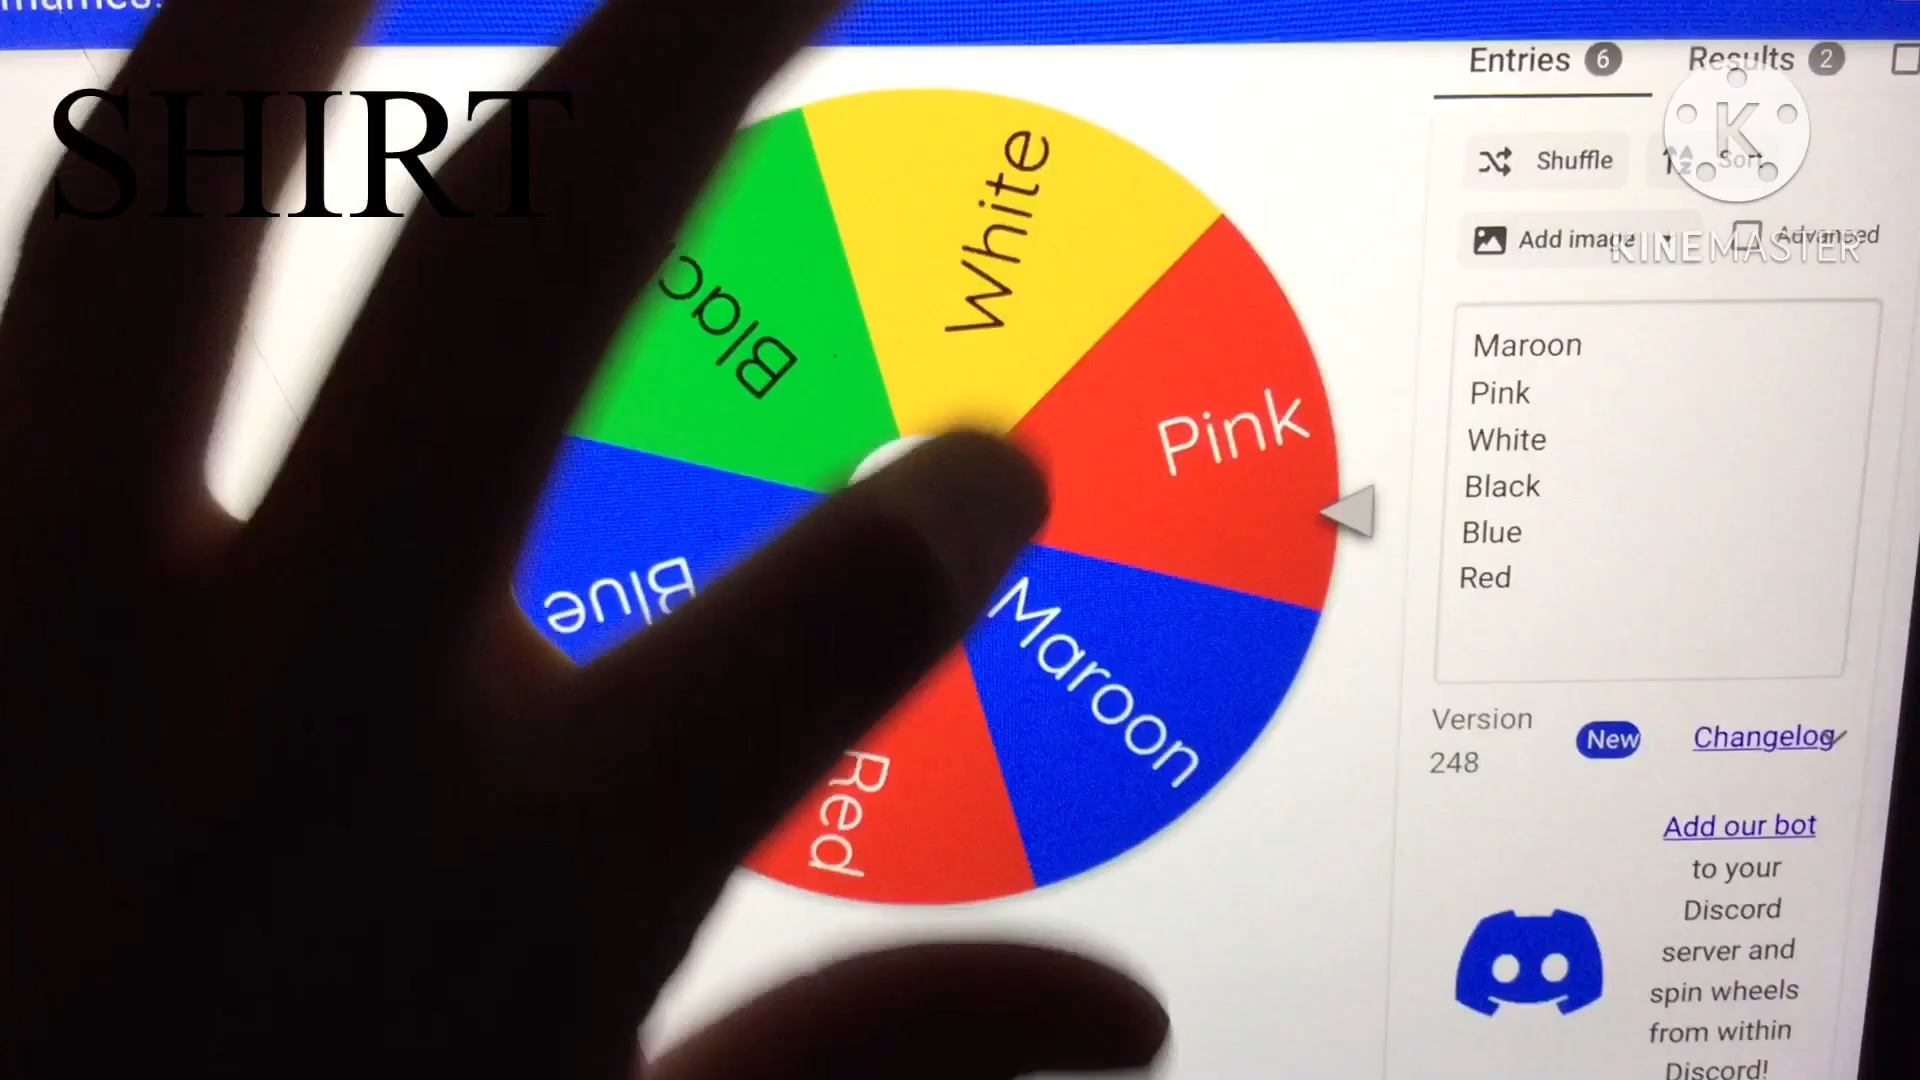 SHIRT
Entries 6
Results 2
Shuffle
Sort
Add image
Advanced
K
KINEMASTER
White
Pink
Blac
Blue
Maroon
Red
Maroon
Pink
White
Black
Blue
Red
Version
248
New
Changelog
Add our bot
to your
Discord
server and
spin wheels
from within
Discord!